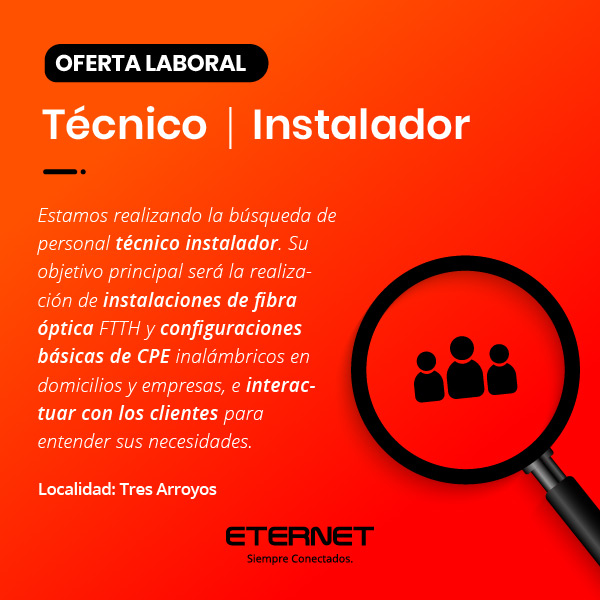 OFERTA LABORAL
Técnico | Instalador
Estamos realizando la búsqueda de
personal técnico instalador. Su
objetivo principal será la realiza-
ción de instalaciones de fibra
óptica FTTH y configuraciones
básicas de CPE inalámbricos en
domicilios y empresas, e interac-
tuar con los clientes para
entender sus necesidades.
Localidad: Tres Arroyos
ETERNET
Siempre Conectados.